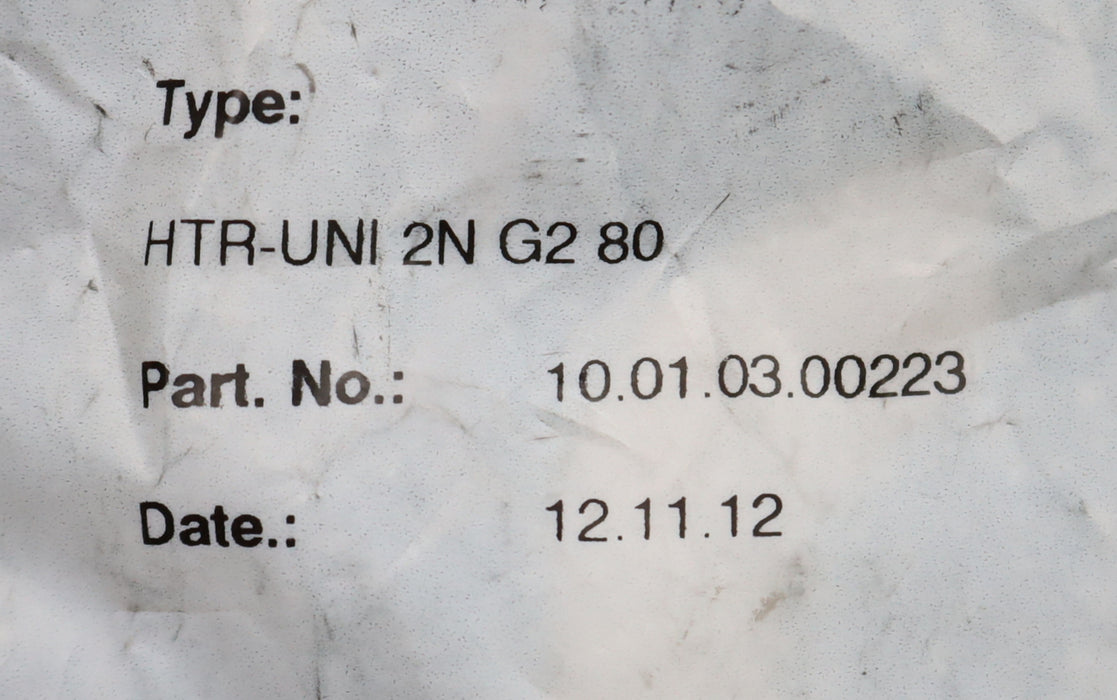 Type:
HTR-UNI 2N G2 80
Part. No.: 10.01.03.00223
Date.: 12.11.12